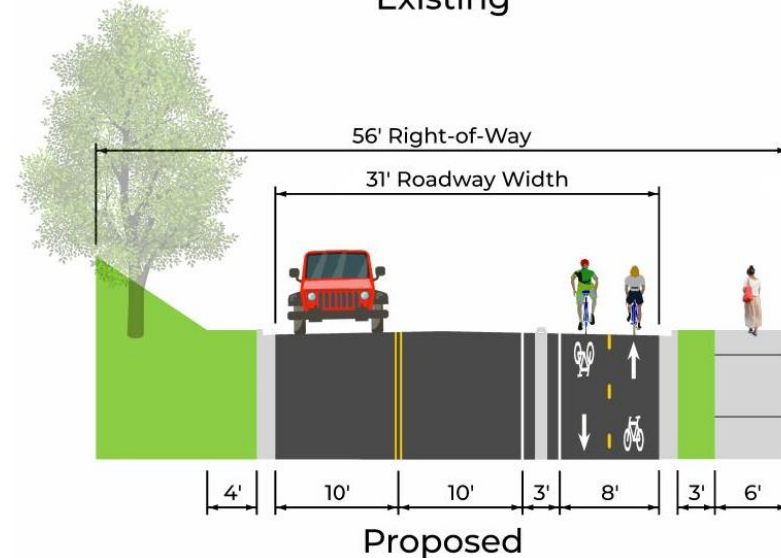 Existing
56' Right-of-Way
31' Roadway Width
4' 10' 10' 3' 8' 3' 6'
Proposed